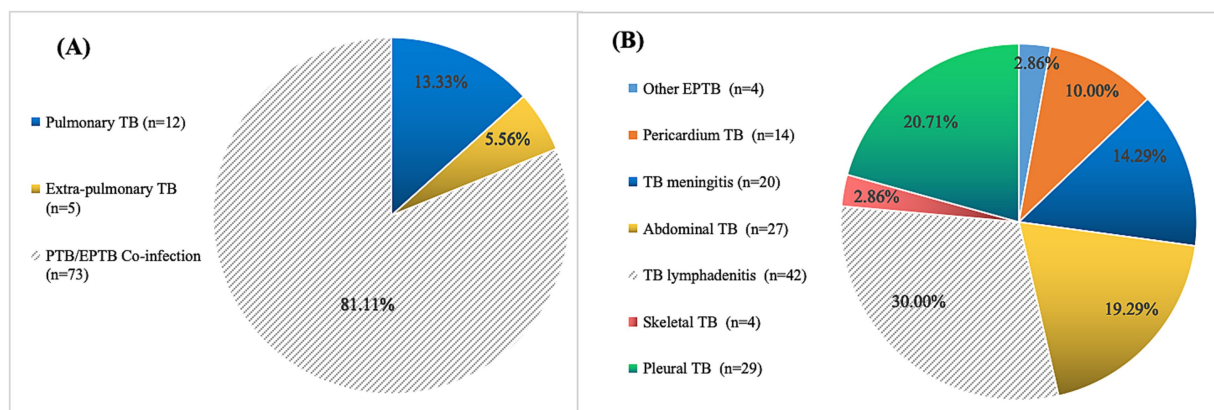 (A)
Pulmonary TB (n=12)
Extra-pulmonary TB
(n=5)
PTB/EPTB Co-infection
(n=73)
13.33%
5.56%
81.11%
(B)
Other EPTB (n=4)
Pericardium TB (n=14)
TB meningitis (n=20)
Abdominal TB (n=27)
TB lymphadenitis (n=42)
Skeletal TB (n=4)
Pleural TB (n=29)
2.86%
10.00%
14.29%
19.29%
30.00%
2.86%
20.71%